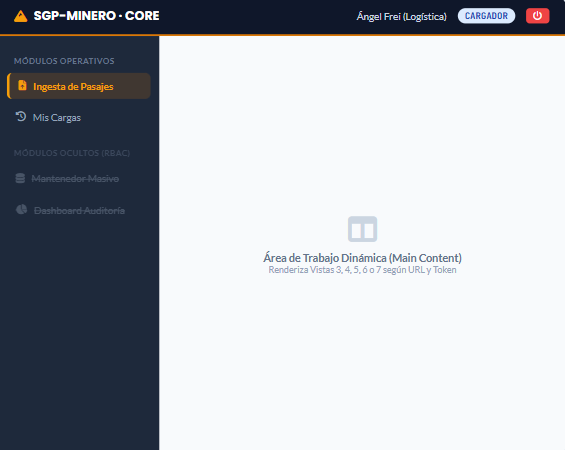 SGP-MINERO · CORE
Ángel Frei (Logística)
CARGADOR
MÓDULOS OPERATIVOS
Ingesta de Pasajes
Mis Cargas
MÓDULOS OCULTOS (RBAC)
Mantenedor Masivo
Dashboard Auditoría
Área de Trabajo Dinámica (Main Content)
Renderiza Vistas 3, 4, 5, 6 o 7 según URL y Token